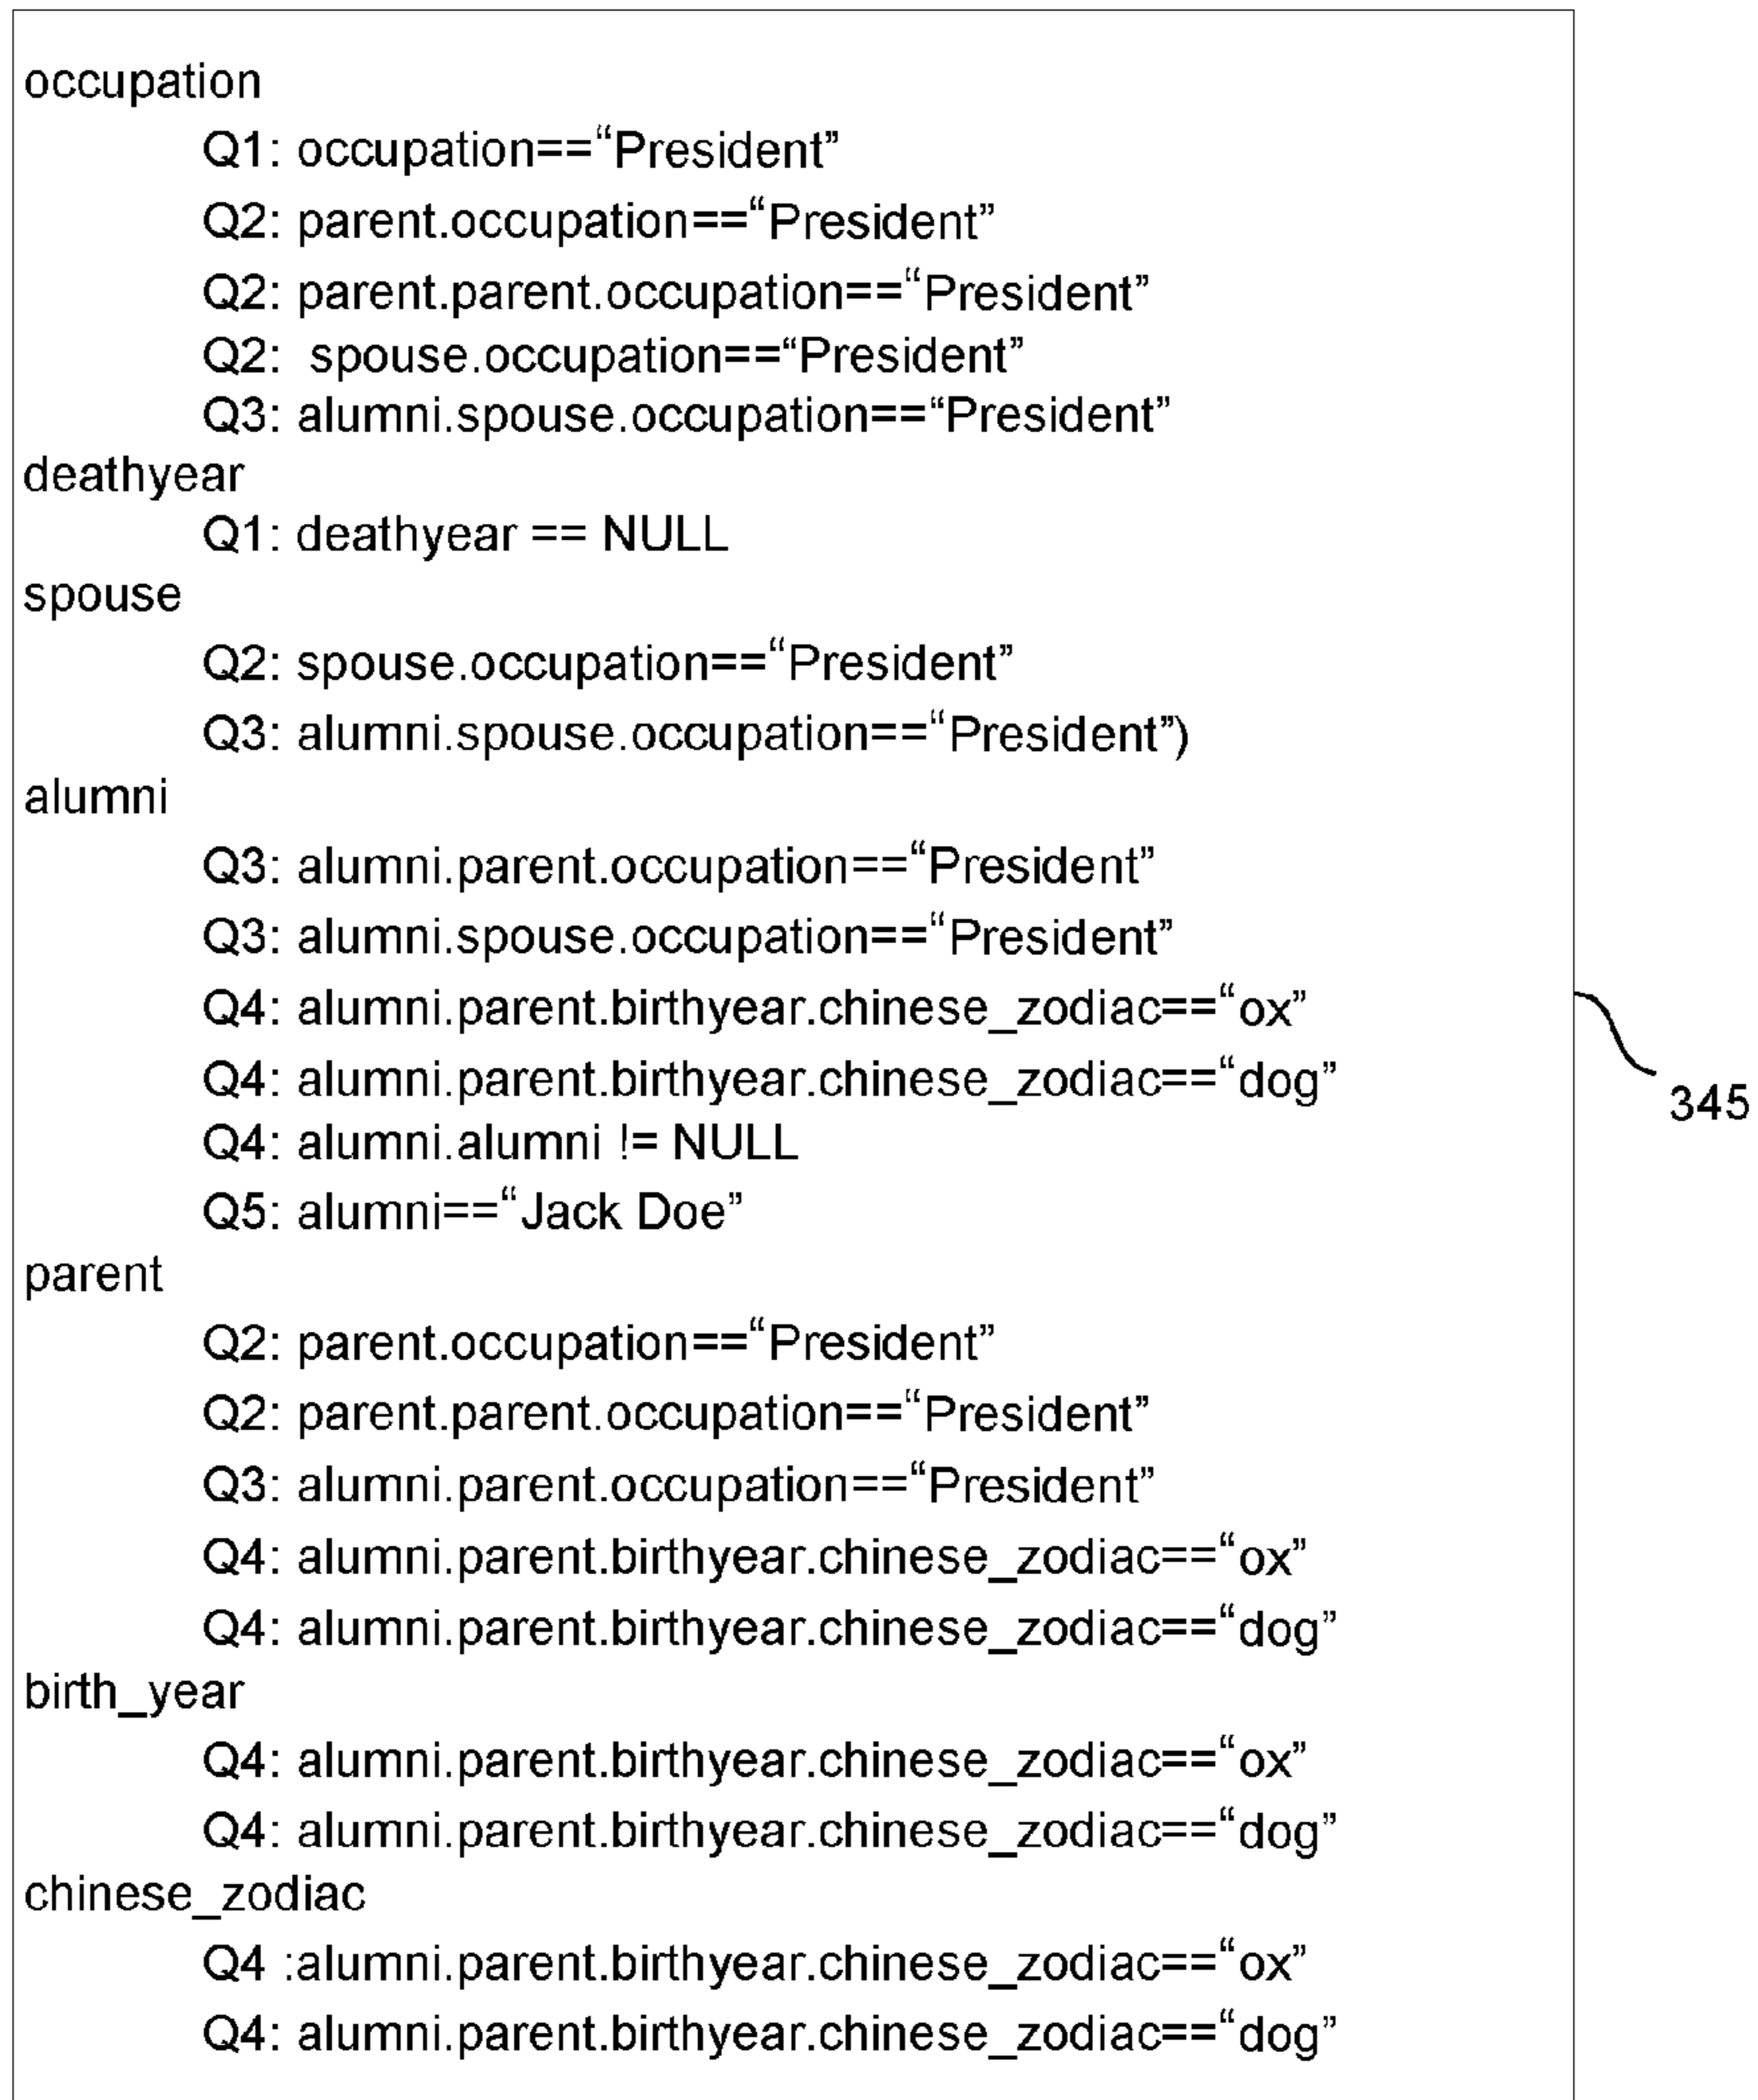 occupation
Q1: occupation==“President”
Q2: parent.occupation==“President”
Q2: parent.parent.occupation==“President”
Q2:  spouse.occupation==“President”
Q3: alumni.spouse.occupation==“President”
deathyear
Q1: deathyear == NULL
spouse
Q2: spouse.occupation==“President”
Q3: alumni.spouse.occupation==“President”)
alumni
Q3: alumni.parent.occupation==“President”
Q3: alumni.spouse.occupation==“President”
Q4: alumni.parent.birthyear.chinese_zodiac==“ox”
Q4: alumni.parent.birthyear.chinese_zodiac==“dog”
Q4: alumni.alumni != NULL
Q5: alumni==“Jack Doe”
parent
Q2: parent.occupation==“President”
Q2: parent.parent.occupation==“President”
Q3: alumni.parent.occupation==“President”
Q4: alumni.parent.birthyear.chinese_zodiac==“ox”
Q4: alumni.parent.birthyear.chinese_zodiac==“dog”
birth_year
Q4: alumni.parent.birthyear.chinese_zodiac==“ox”
Q4: alumni.parent.birthyear.chinese_zodiac==“dog”
chinese_zodiac
Q4 :alumni.parent.birthyear.chinese_zodiac==“ox”
Q4: alumni.parent.birthyear.chinese_zodiac==“dog”
345